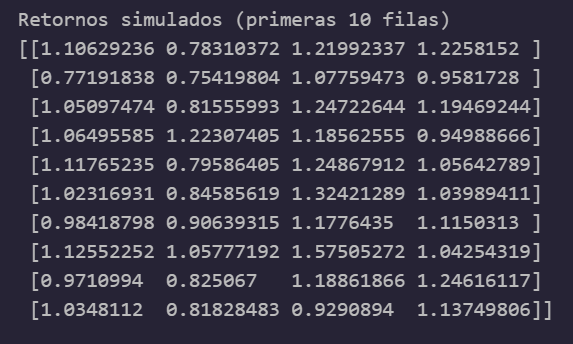 Retornos simulados (primeras 10 filas)
[[1.10629236 0.78310372 1.21992337 1.2258152 ]
 [0.77191838 0.75419804 1.07759473 0.9581728 ]
 [1.05097474 0.81555993 1.24722644 1.19469244]
 [1.06495585 1.22307405 1.18562555 0.94988666]
 [1.11765235 0.79586405 1.24867912 1.05642789]
 [1.02316931 0.84585619 1.32421289 1.03989411]
 [0.98418798 0.90639315 1.1776435  1.1150313 ]
 [1.12552252 1.05777192 1.57505272 1.04254319]
 [0.9710994  0.825067   1.18861866 1.24616117]
 [1.0348112  0.81828483 0.9290894  1.13749806]]